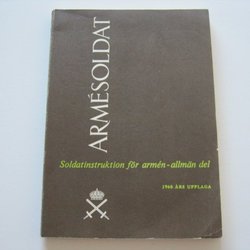 ARMÉSOLDAT
Soldatinstruktion för armén-allmän del
1968 ÅRS UPPLAGA